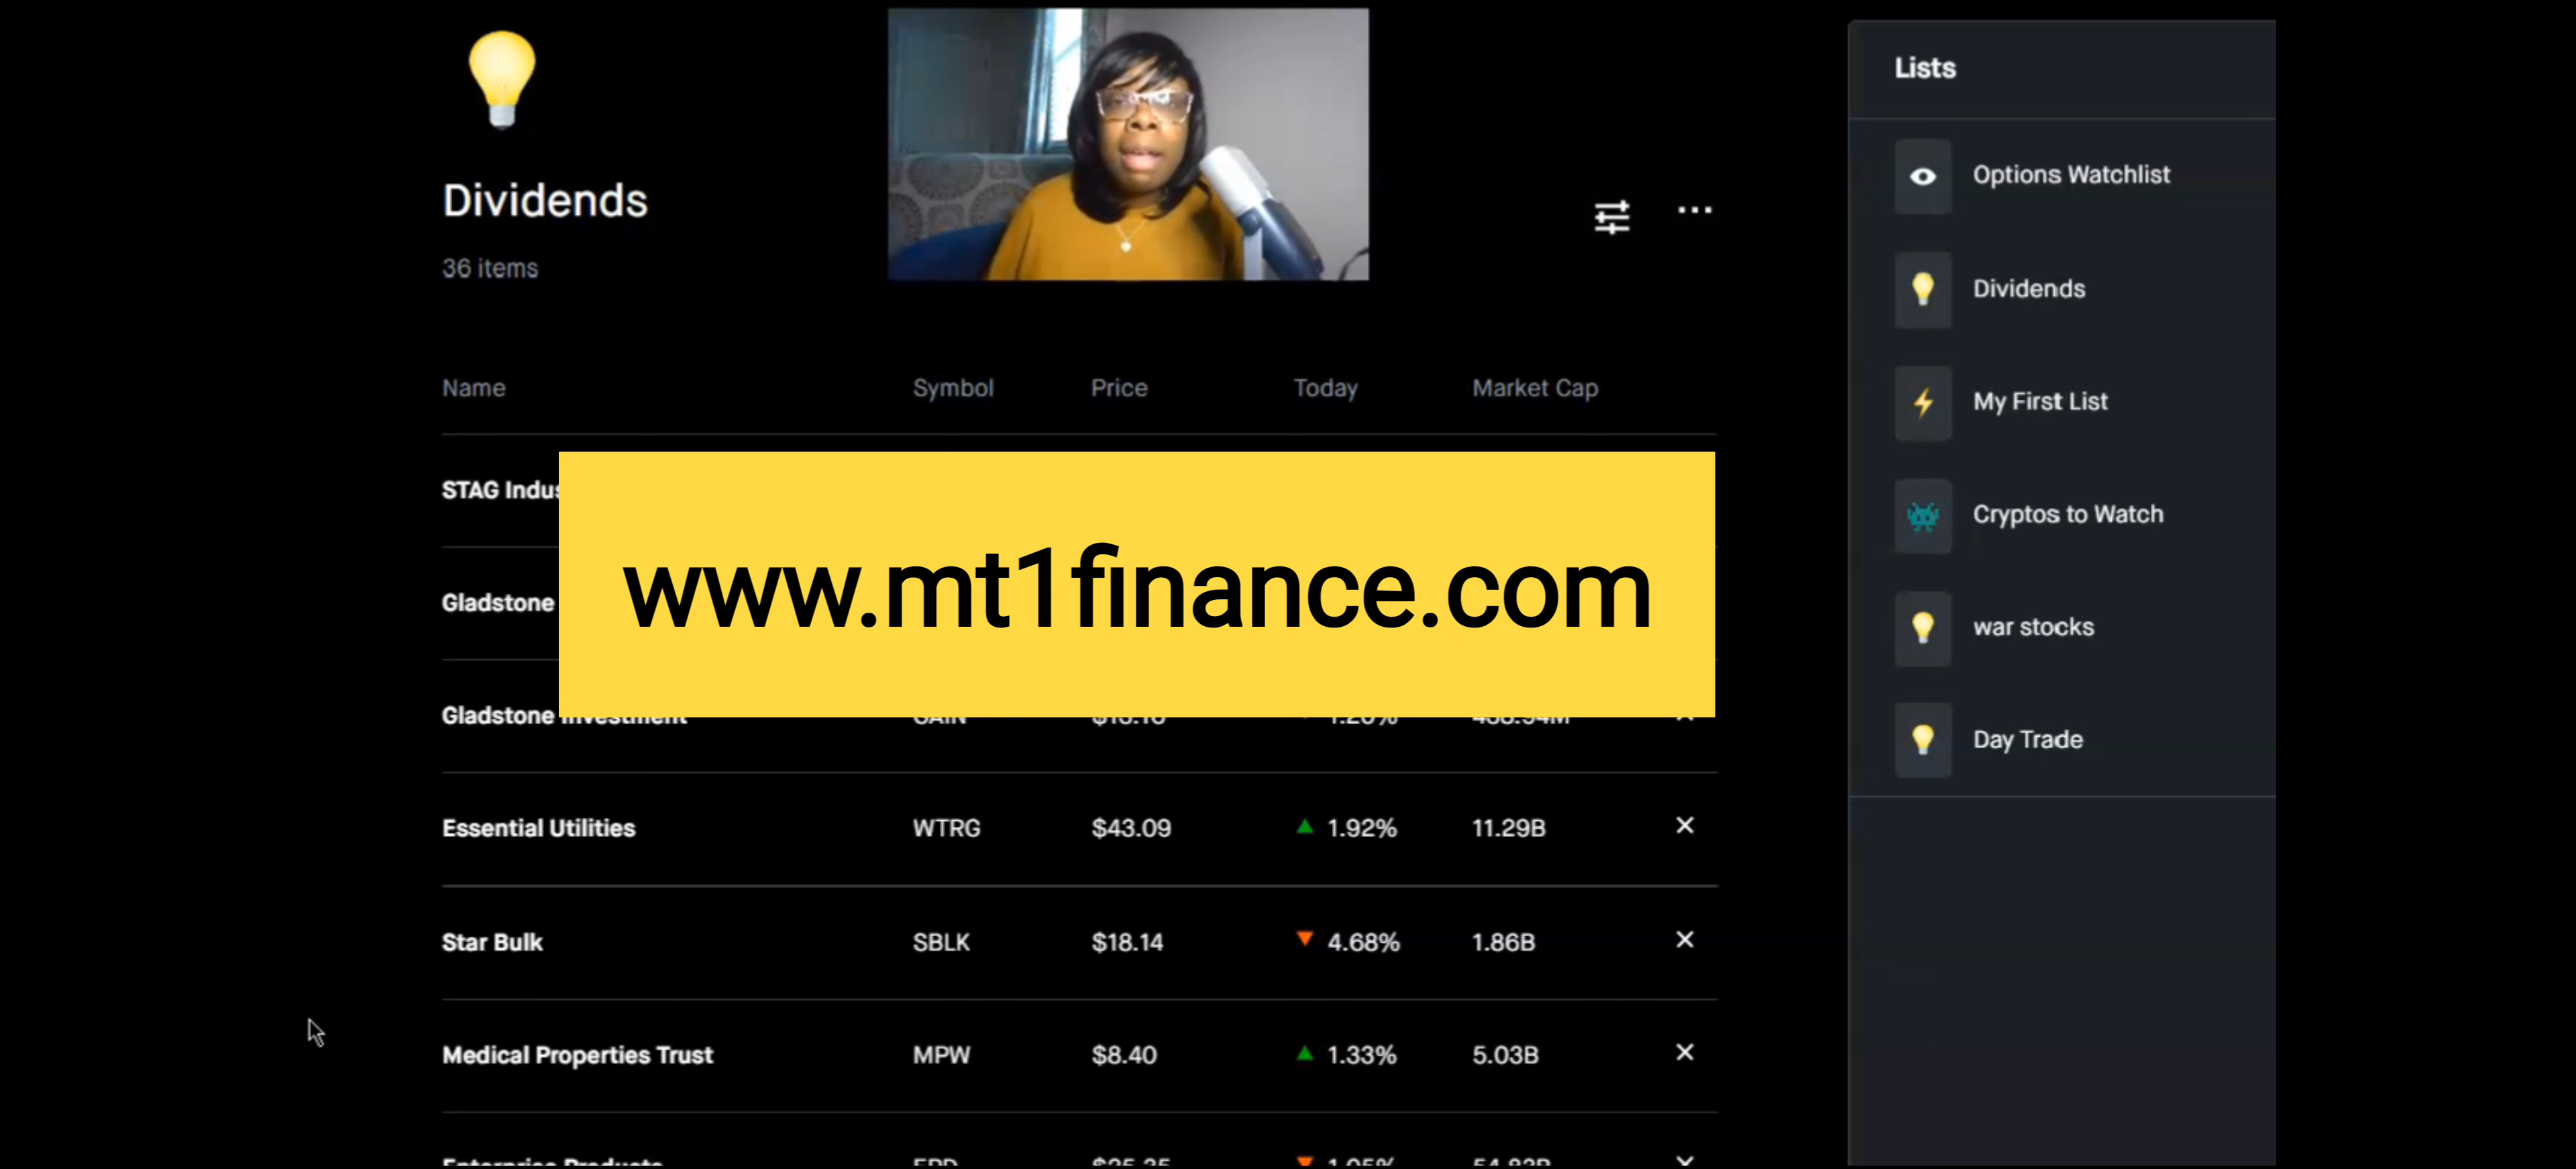 Dividends
36 items
Lists
Options Watchlist
Dividends
My First List
Cryptos to Watch
war stocks
Day Trade
Name Symbol Price Today Market Cap
STAG
www.mt1finance.com
Gladstone
Gladstone Investment
Essential Utilities WTRG $43.09 1.92% 11.29B
Star Bulk SBLK $18.14 4.68% 1.86B
Medical Properties Trust MPW $8.40 1.33% 5.03B
Enterprise Products